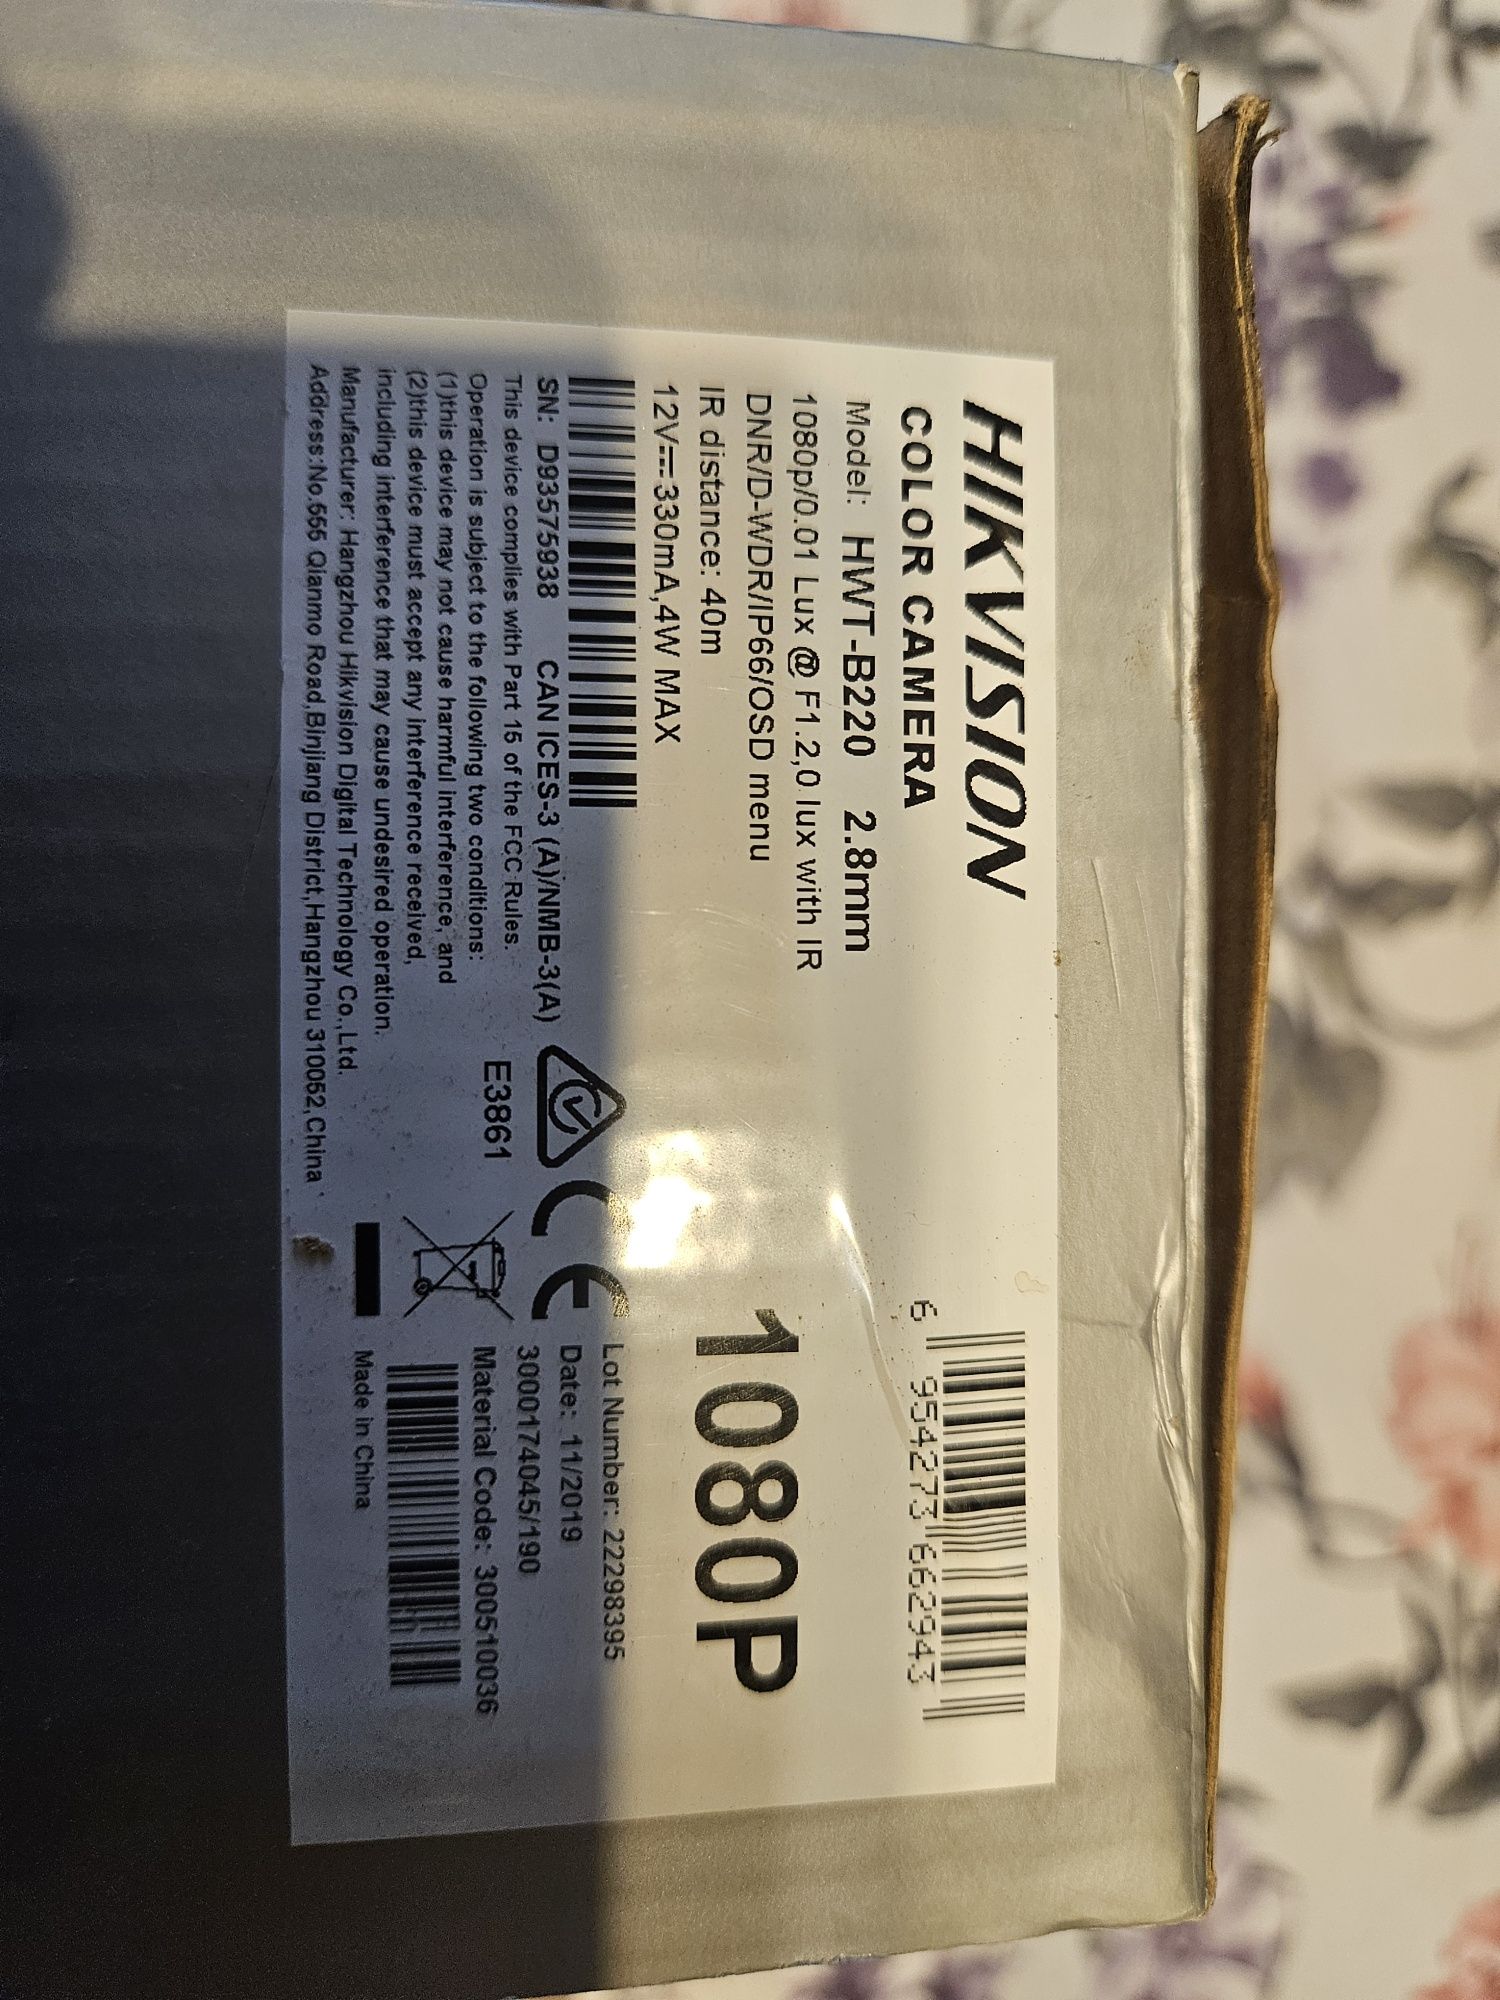 HIKVISION
COLOR CAMERA
Model: HWT-B220 2.8mm
1080p/0.01 Lux @ F1.2,0 lux with IR
DNR/D-WDR/IP66/OSD menu
IR distance: 40m
12V⎓330mA,4W MAX
SN: D93575938 CAN ICES-3 (A)/NMB-3(A)
This device complies with Part 15 of the FCC Rules.
Operation is subject to the following two conditions:
(1)this device may not cause harmful interference, and
(2)this device must accept any interference received,
including interference that may cause undesired operation.
Manufacturer: Hangzhou Hikvision Digital Technology Co.,Ltd.
Address:No.555 Qianmo Road,Binjiang District,Hangzhou 310052,China
E3861
CE
6 954273 662943
1080P
Lot Number: 22298395
Date: 11/2019
3000174045/190
Material Code: 300510036
Made in China